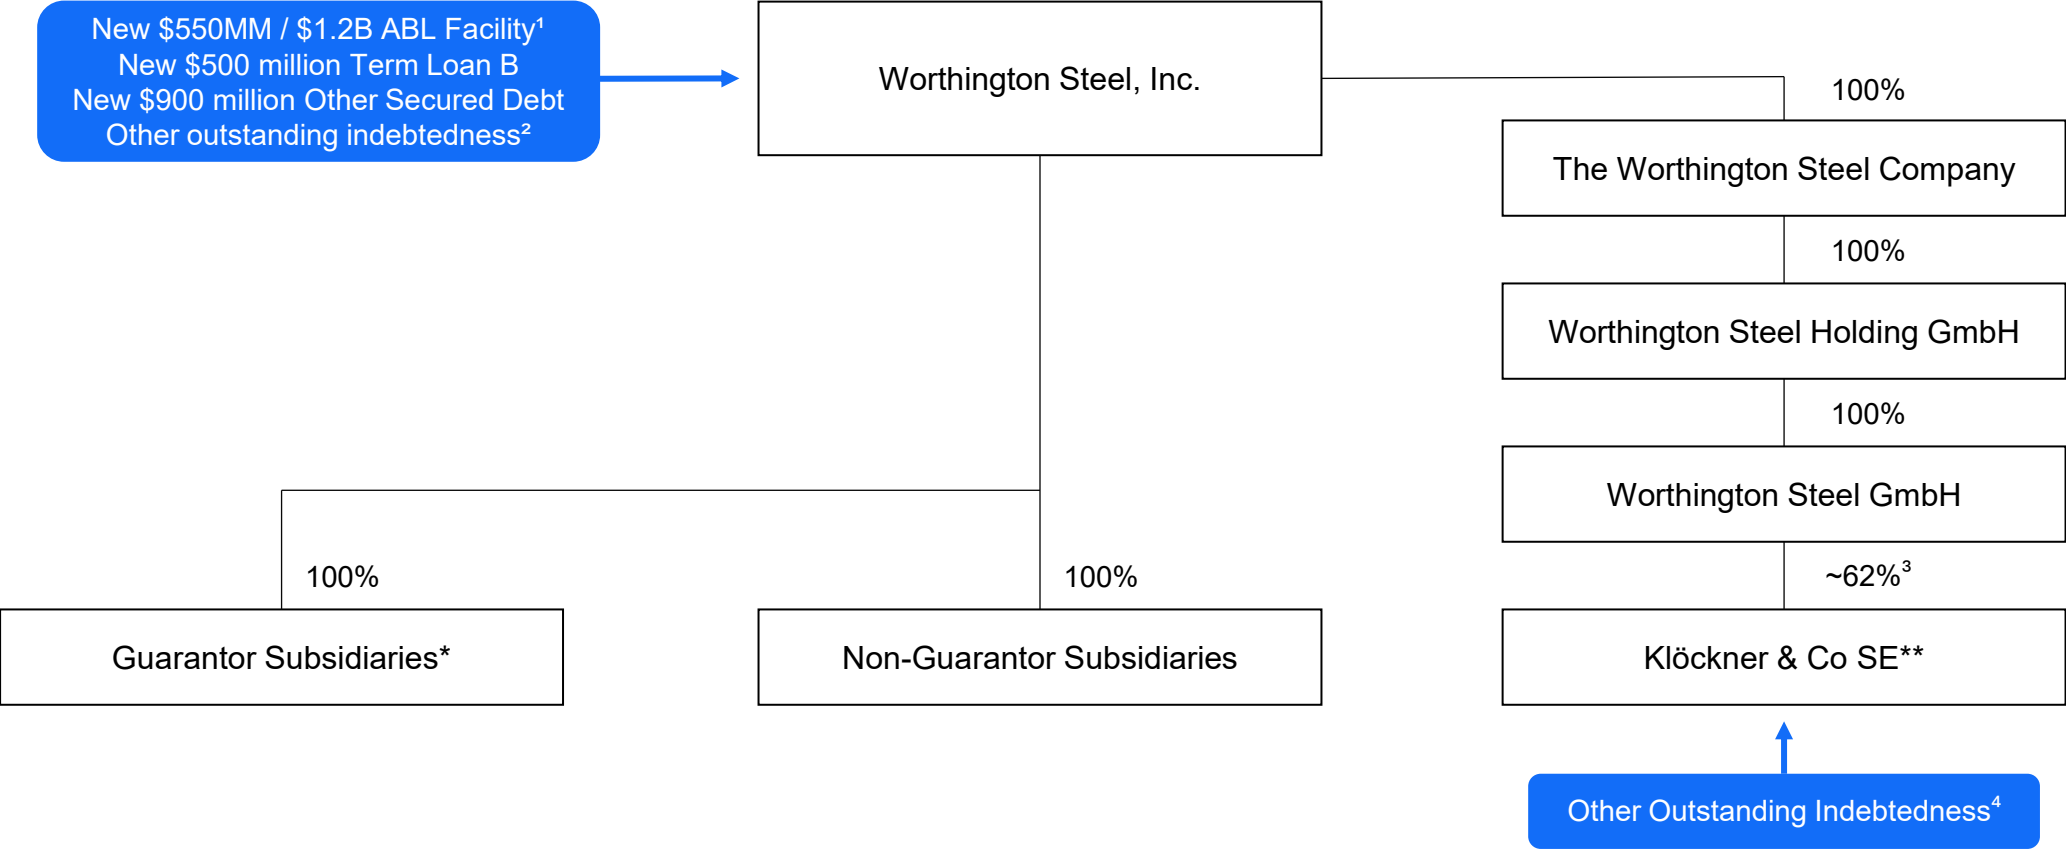 New $550MM / $1.2B ABL Facility¹
New $500 million Term Loan B
New $900 million Other Secured Debt
Other outstanding indebtedness²
Worthington Steel, Inc.
100%
The Worthington Steel Company
100%
Worthington Steel Holding GmbH
100%
Worthington Steel GmbH
~62%³
100%
100%
Guarantor Subsidiaries*
Non-Guarantor Subsidiaries
Klöckner & Co SE**
Other Outstanding Indebtedness⁴